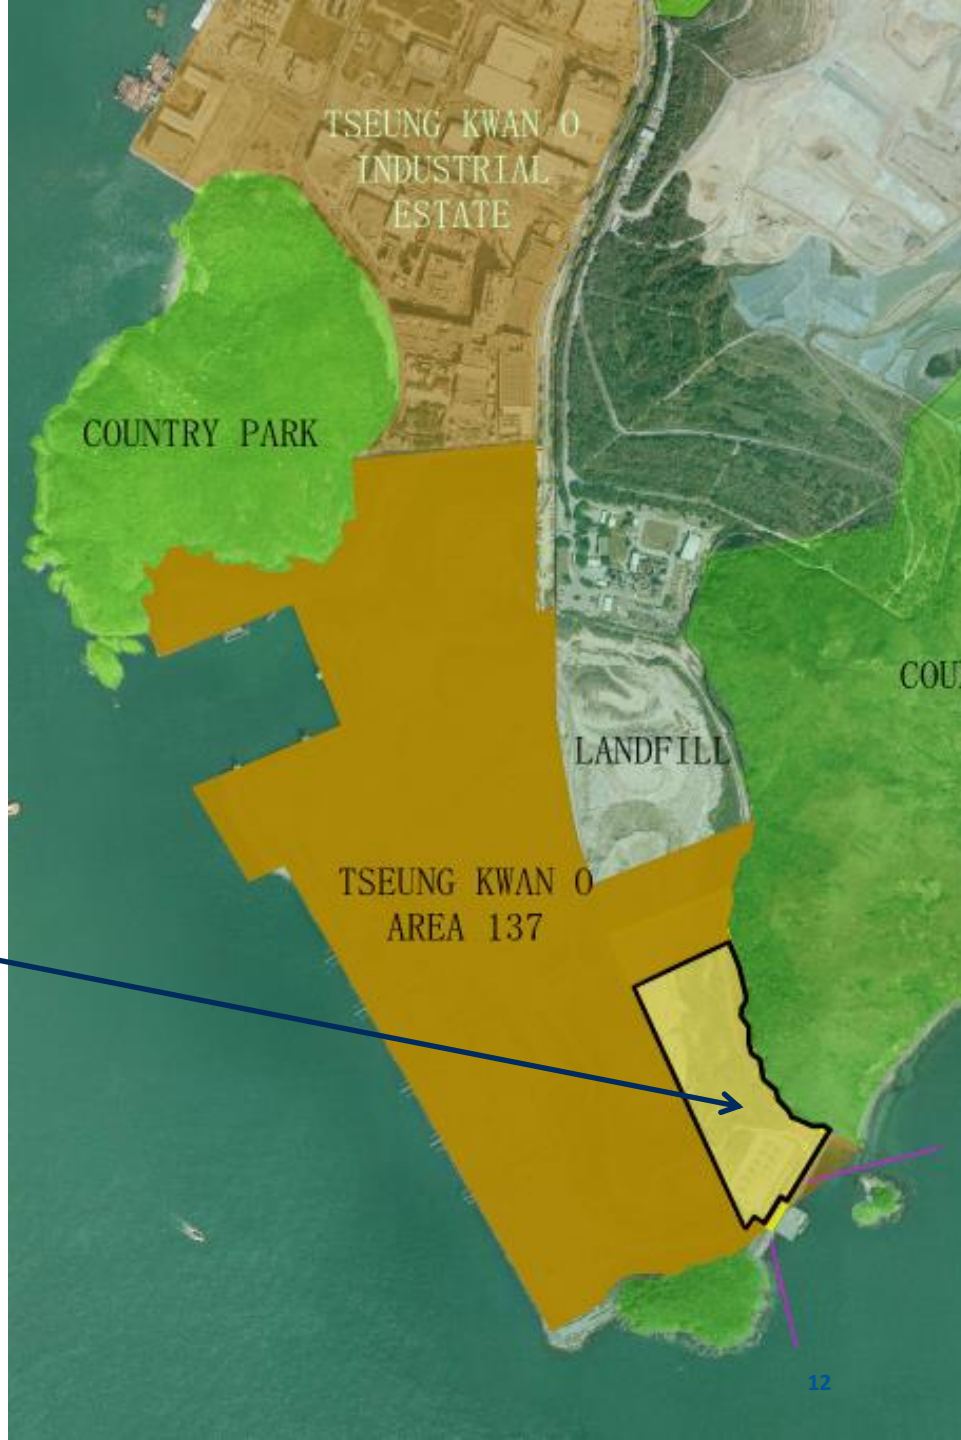 TSEUNG KWAN O
INDUSTRIAL
ESTATE
COUNTRY PARK
COU
LANDFILL
TSEUNG KWAN O
AREA 137
12